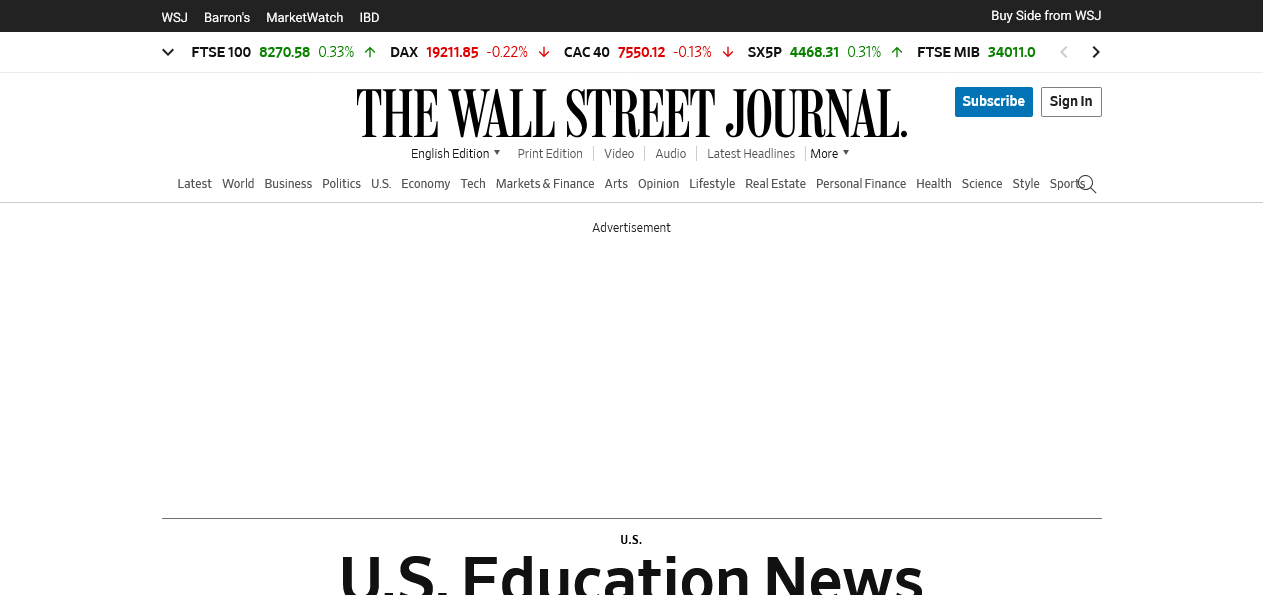 WSJ Barron's MarketWatch IBD Buy Side from WSJ
FTSE 100 8270.58 0.33% DAX 19211.85 -0.22% CAC 40 7550.12 -0.13% SX5P 4468.31 0.31% FTSE MIB 34011.0
THE WALL STREET JOURNAL.
Subscribe Sign In
English Edition Print Edition Video Audio Latest Headlines More
Latest World Business Politics U.S. Economy Tech Markets & Finance Arts Opinion Lifestyle Real Estate Personal Finance Health Science Style Sports
Advertisement
U.S.
U.S. Education News